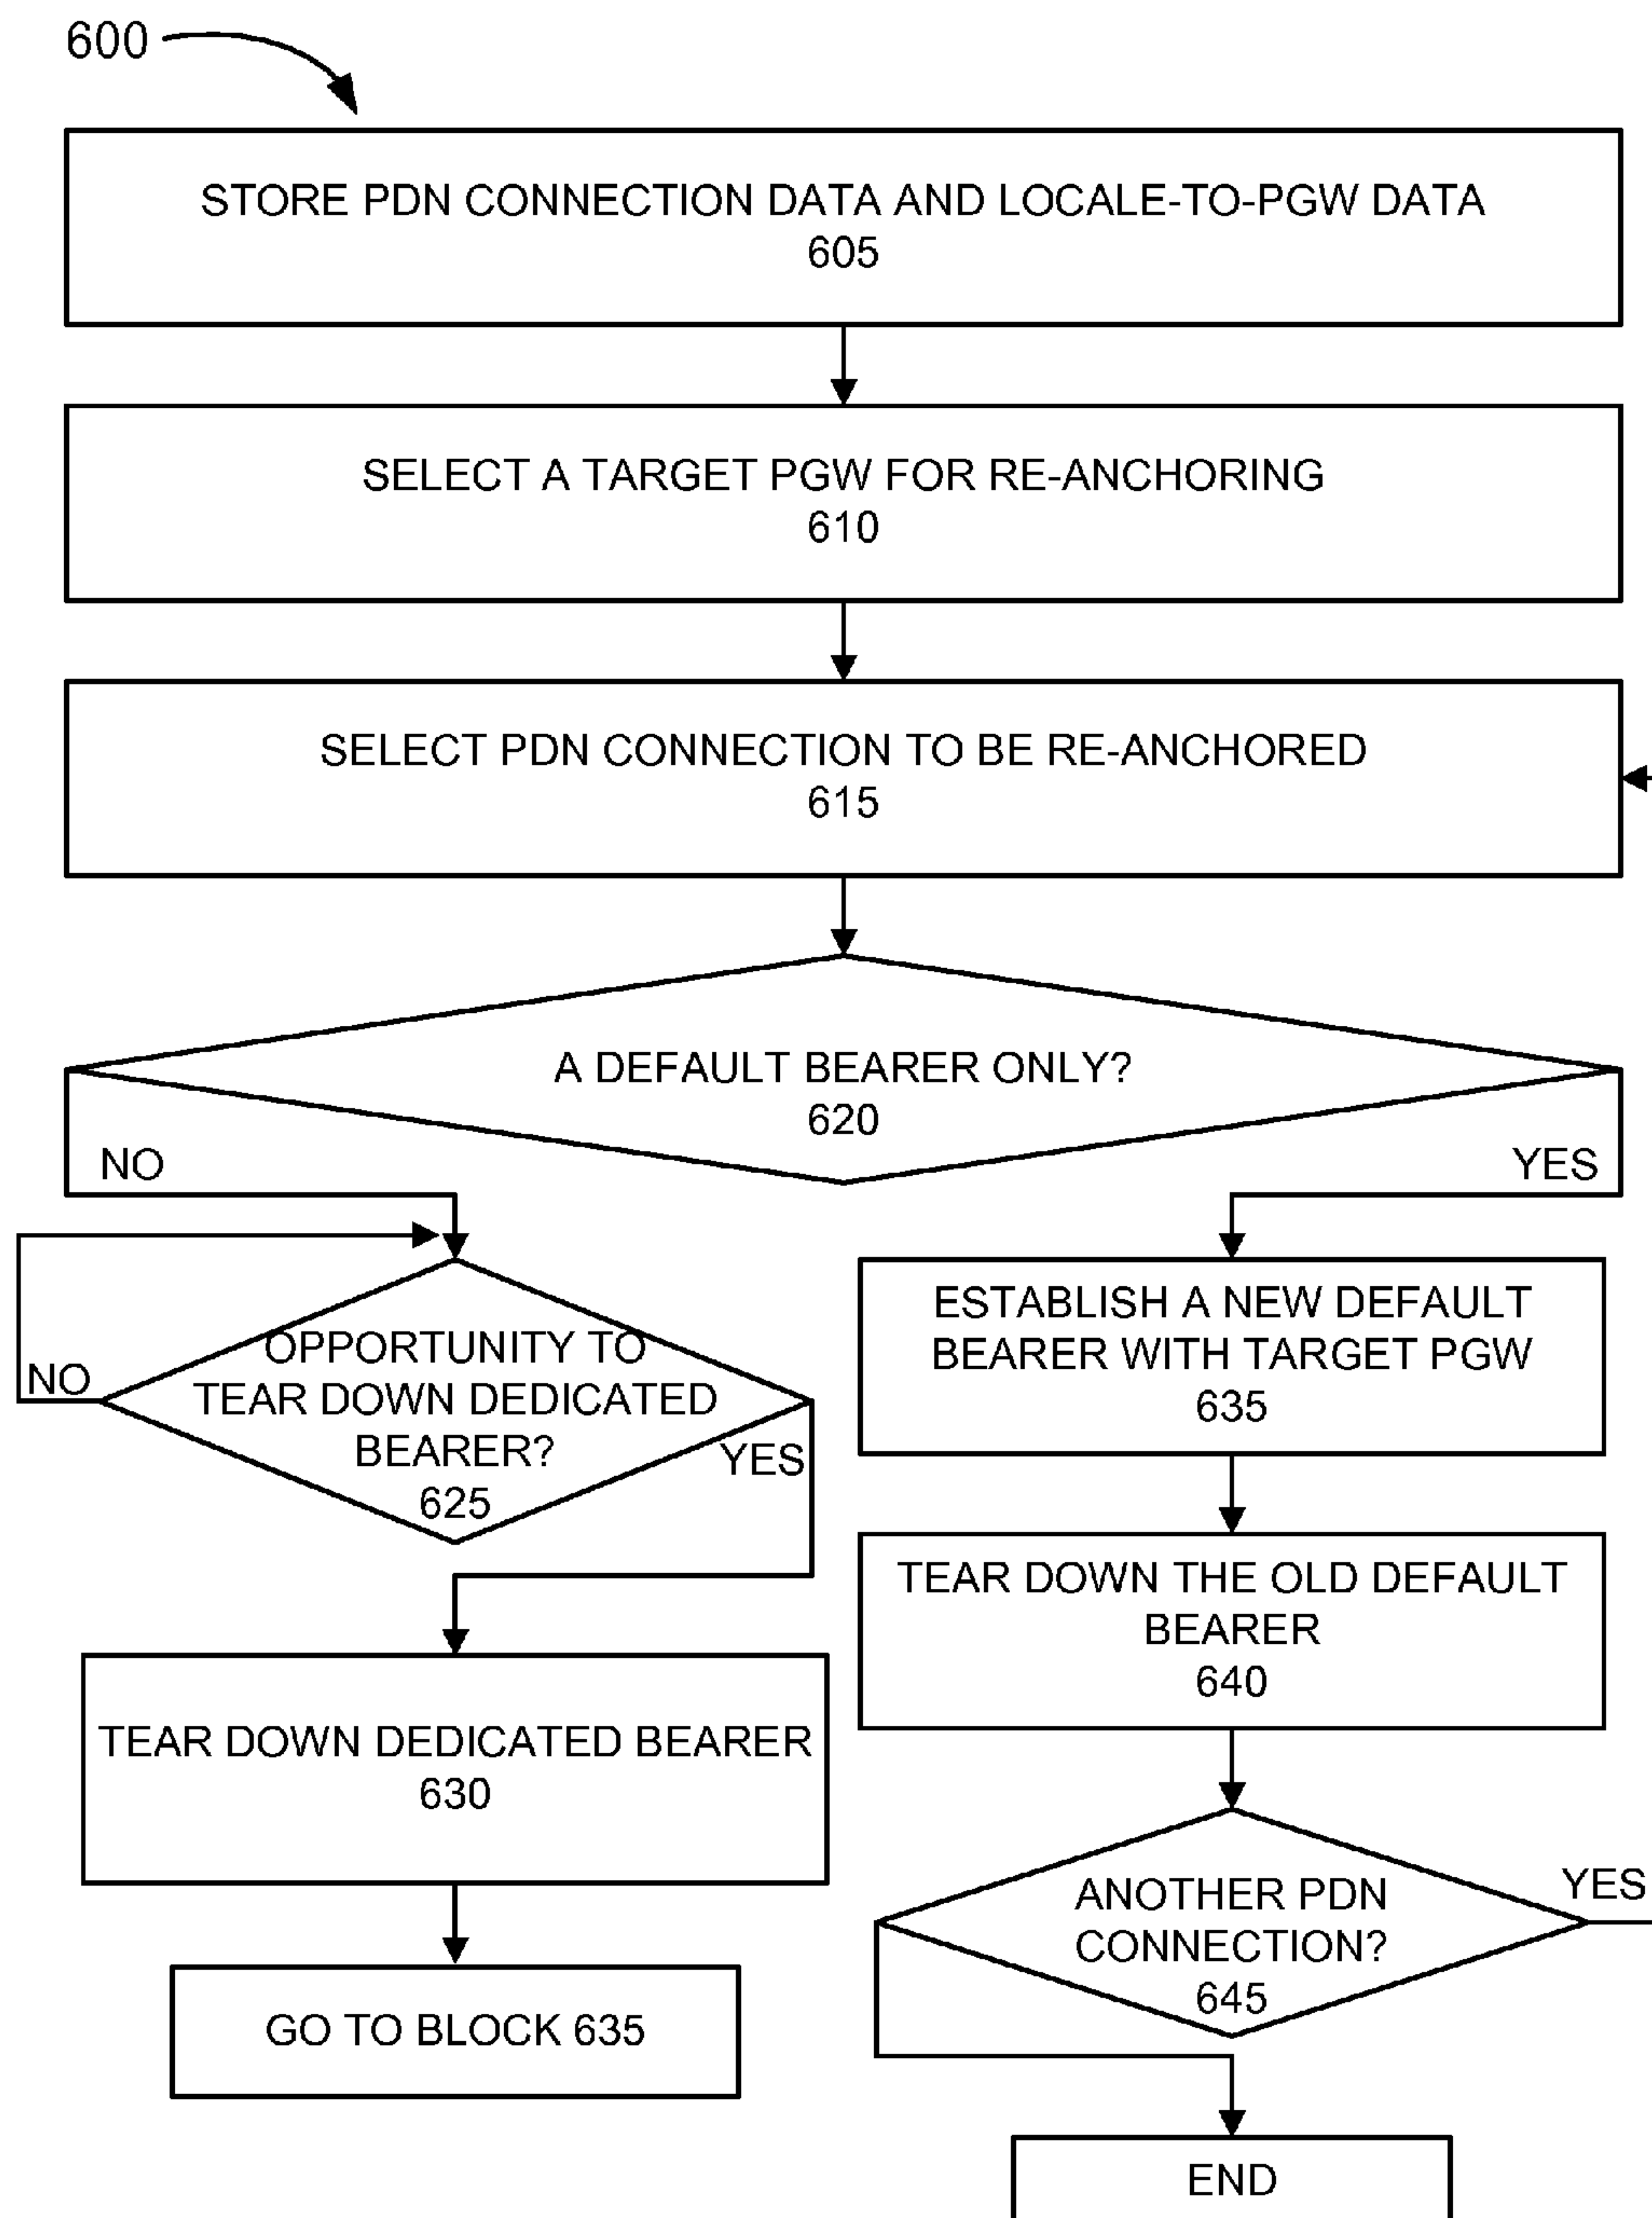 600
STORE PDN CONNECTION DATA AND LOCALE-TO-PGW DATA
605
SELECT A TARGET PGW FOR RE-ANCHORING
610
SELECT PDN CONNECTION TO BE RE-ANCHORED
615
A DEFAULT BEARER ONLY?
620
NO
YES
OPPORTUNITY TO
TEAR DOWN DEDICATED
BEARER?
625
NO
YES
TEAR DOWN DEDICATED BEARER
630
GO TO BLOCK 635
ESTABLISH A NEW DEFAULT
BEARER WITH TARGET PGW
635
TEAR DOWN THE OLD DEFAULT
BEARER
640
ANOTHER PDN
CONNECTION?
645
YES
END